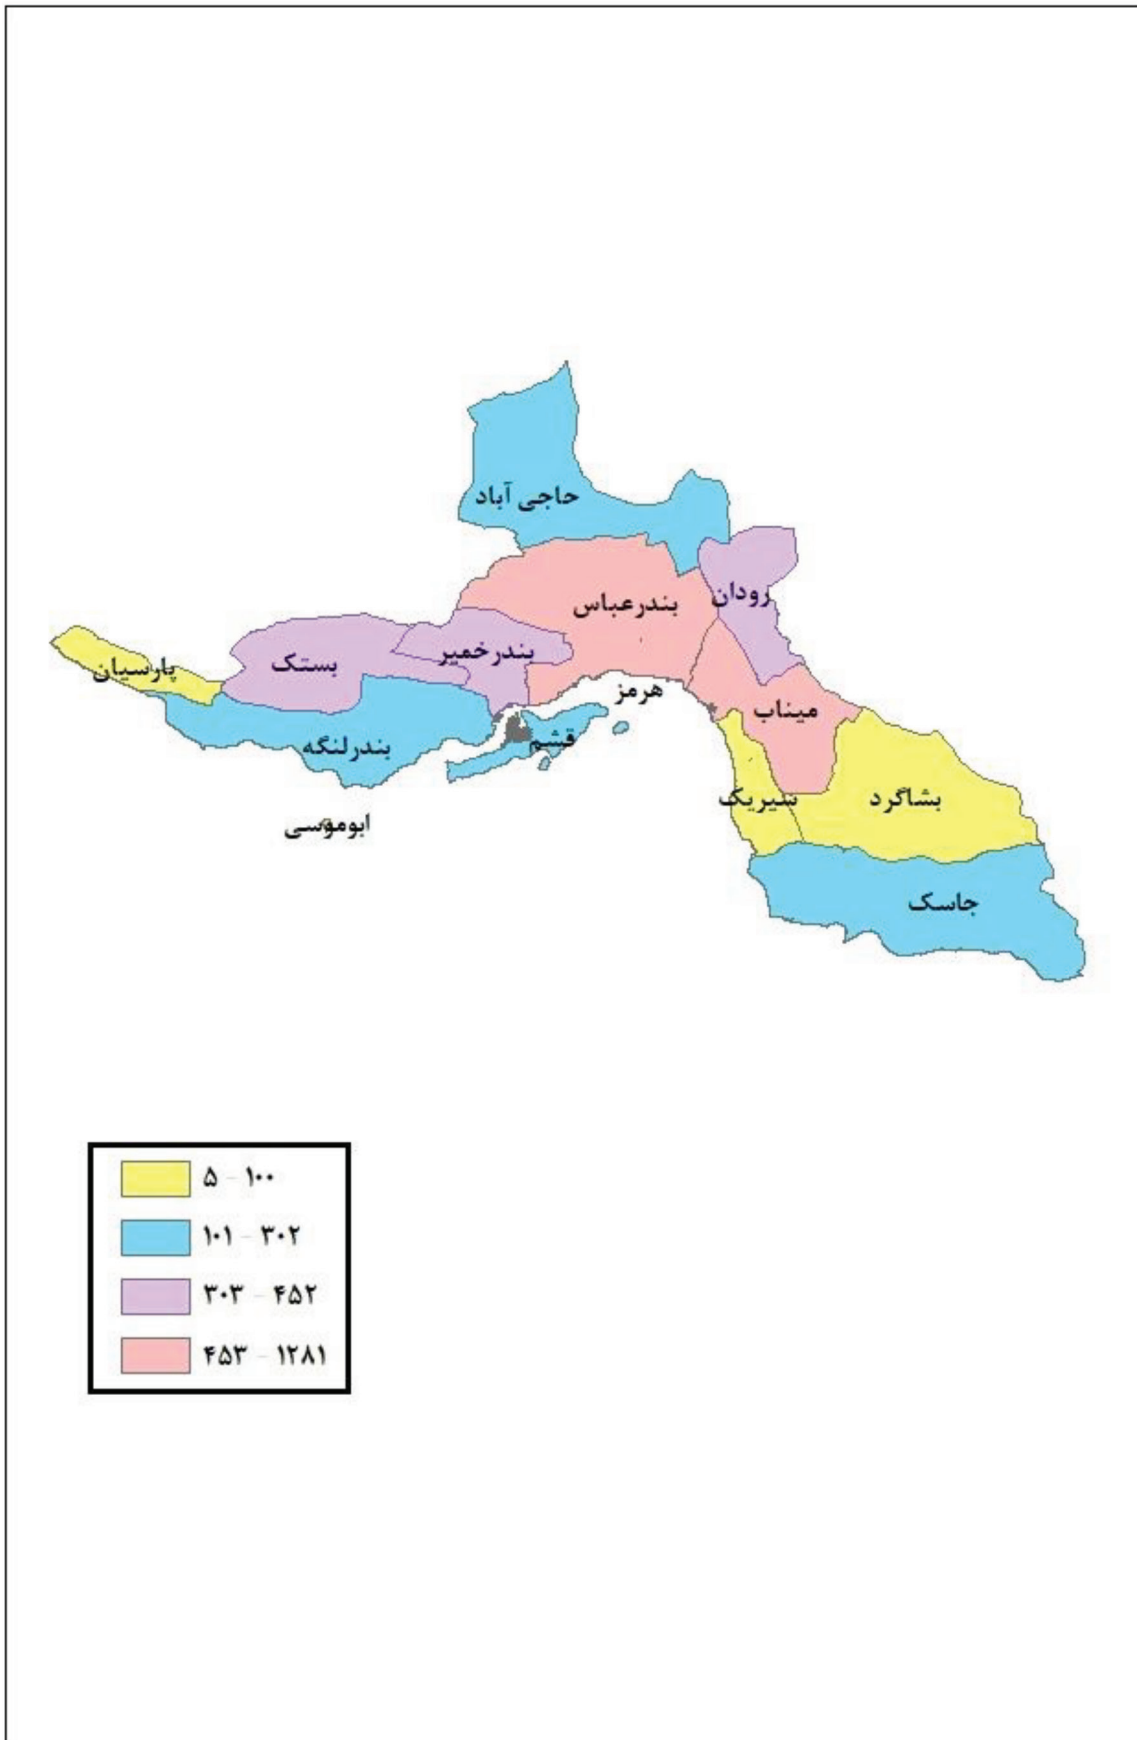 حاجی آباد
رودان
بندرعباس
بندرخمیر
بستک
پارسیان
هرمز
میناب
قشم
بندرلنگه
سیریک
بشاگرد
ابوموسی
جاسک
۵ - ۱۰۰
۱۰۱ - ۳۰۲
۳۰۳ - ۴۵۲
۴۵۳ - ۱۲۸۱